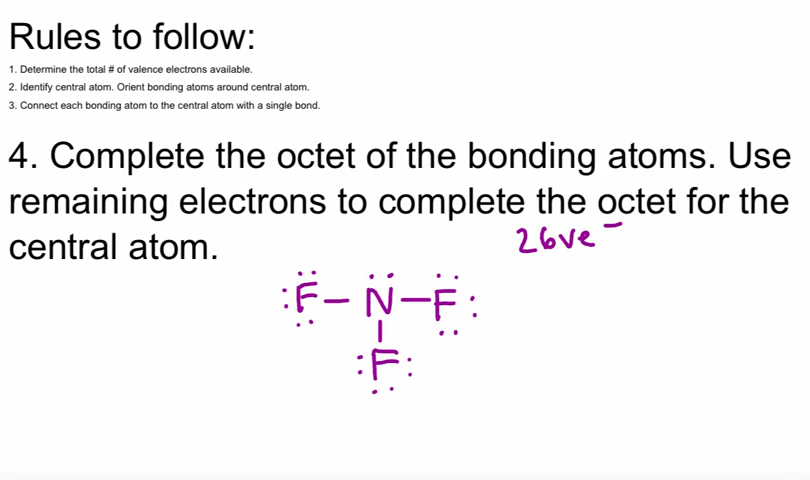 Rules to follow:
1. Determine the total # of valence electrons available.
2. Identify central atom. Orient bonding atoms around central atom.
3. Connect each bonding atom to the central atom with a single bond.
4. Complete the octet of the bonding atoms. Use
remaining electrons to complete the octet for the
central atom.
26ve⁻
:F̈ — N̈ — F̈:
|
:F: